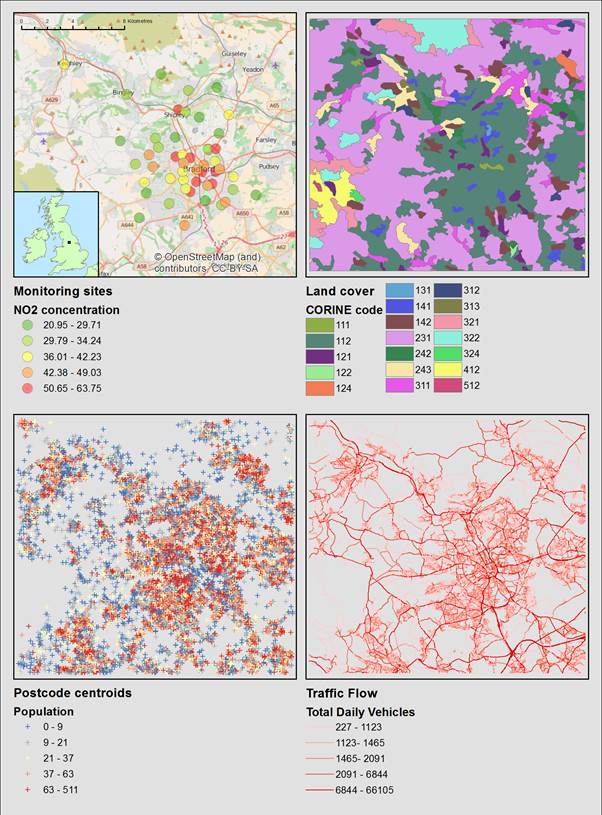 0 2 4 8 Kilometres
Guiseley
Keighley
Yeadon
Bingley
A629
A65
Shipley
Farsley
Bradford
Pudsey
A650
A58
A641
A644
A62
A58
© OpenStreetMap (and)
contributors, CC-BY-SA
Monitoring sites
NO2 concentration
20.95 - 29.71
29.79 - 34.24
36.01 - 42.23
42.38 - 49.03
50.65 - 63.75
Land cover
CORINE code
111
112
121
122
124
131
141
142
231
242
243
311
312
313
321
322
324
412
512
Postcode centroids
Population
0 - 9
9 - 21
21 - 37
37 - 63
63 - 511
Traffic Flow
Total Daily Vehicles
227 - 1123
1123- 1465
1465- 2091
2091 - 6844
6844 - 66105